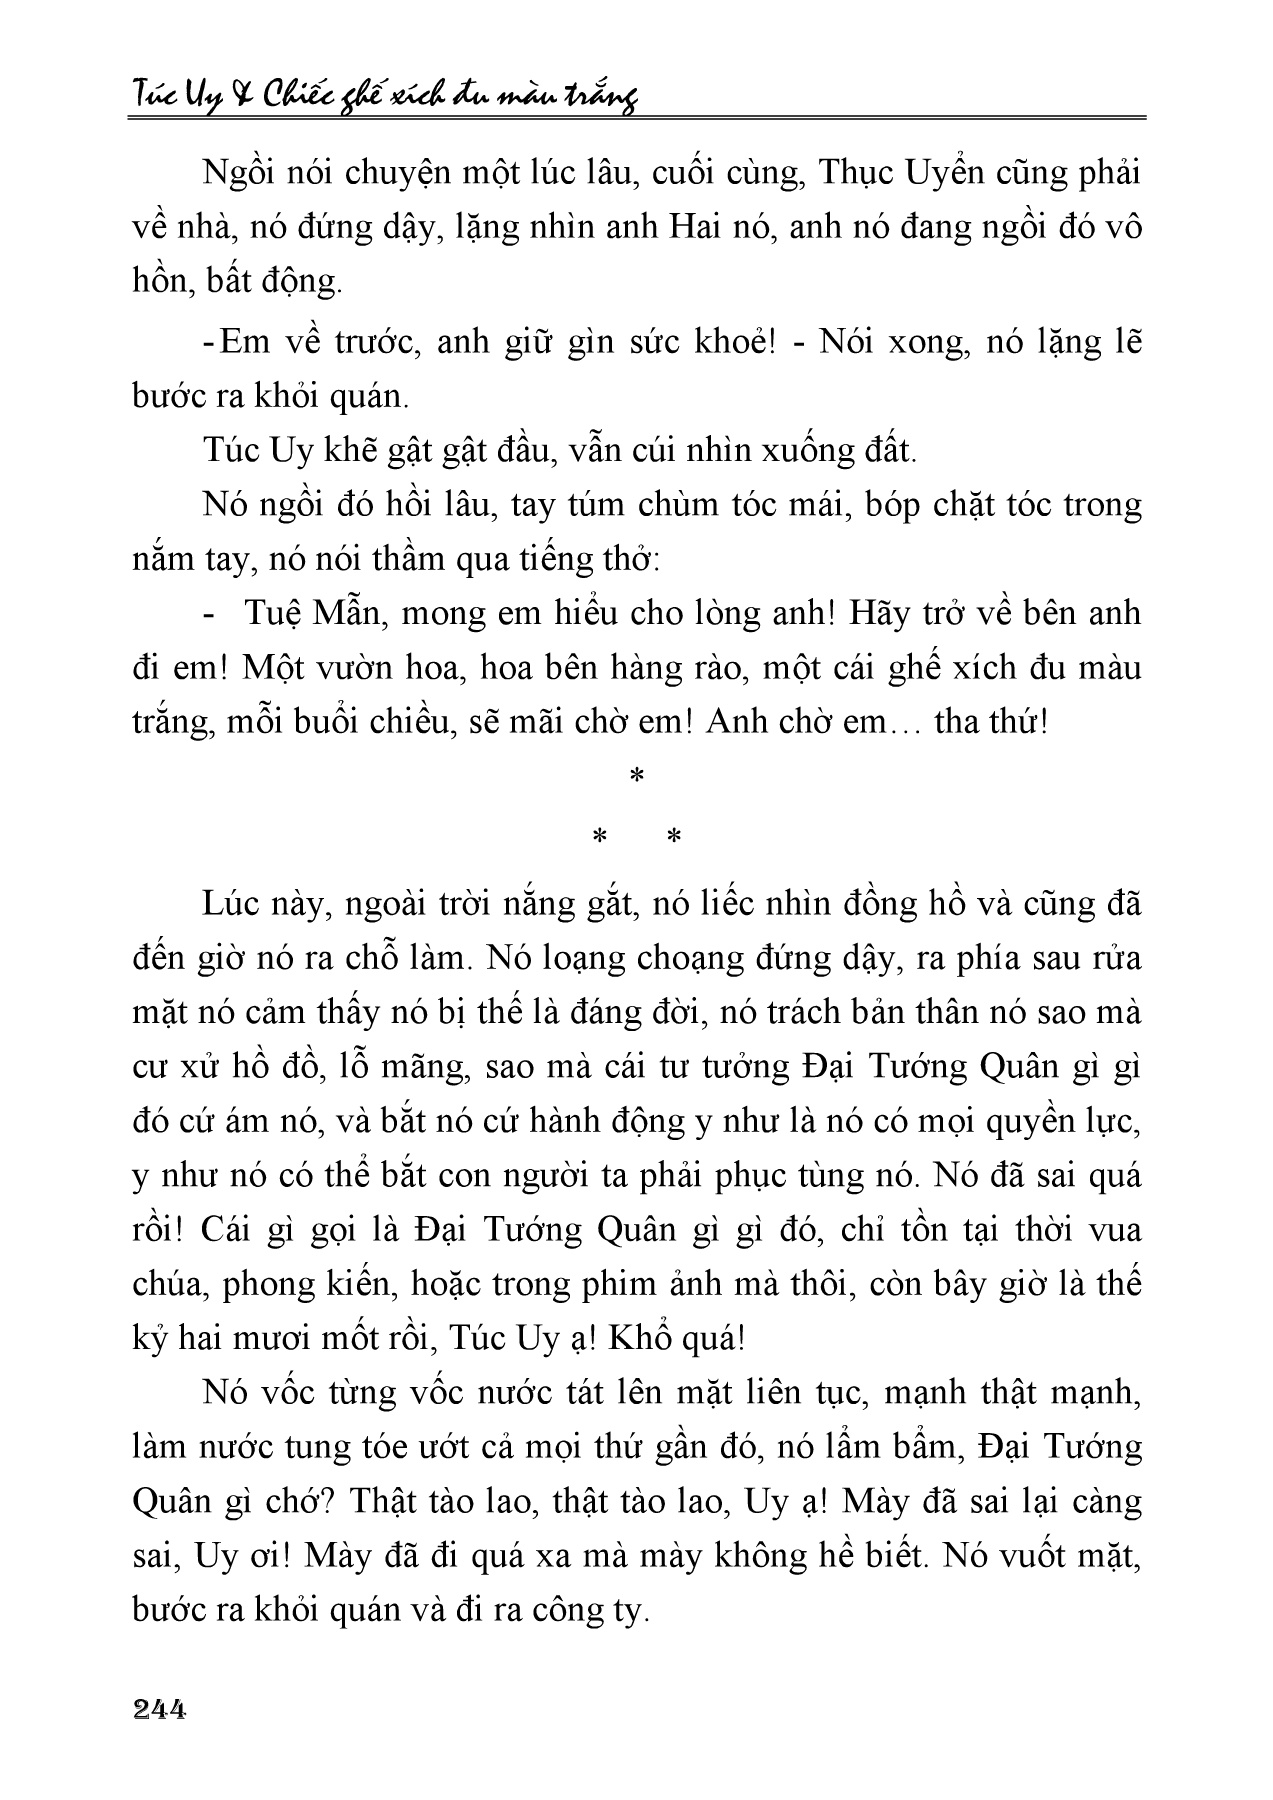 Túc Uy & Chiếc ghế xích đu màu trắng
Ngồi nói chuyện một lúc lâu, cuối cùng, Thục Uyển cũng phải
về nhà, nó đứng dậy, lặng nhìn anh Hai nó, anh nó đang ngồi đó vô
hồn, bất động.
- Em về trước, anh giữ gìn sức khoẻ! - Nói xong, nó lặng lẽ
bước ra khỏi quán.
Túc Uy khẽ gật gật đầu, vẫn cúi nhìn xuống đất.
Nó ngồi đó hồi lâu, tay túm chùm tóc mái, bóp chặt tóc trong
nắm tay, nó nói thầm qua tiếng thở:
- Tuệ Mẫn, mong em hiểu cho lòng anh! Hãy trở về bên anh
đi em! Một vườn hoa, hoa bên hàng rào, một cái ghế xích đu màu
trắng, mỗi buổi chiều, sẽ mãi chờ em! Anh chờ em… tha thứ!
*
* *
Lúc này, ngoài trời nắng gắt, nó liếc nhìn đồng hồ và cũng đã
đến giờ nó ra chỗ làm. Nó loạng choạng đứng dậy, ra phía sau rửa
mặt nó cảm thấy nó bị thế là đáng đời, nó trách bản thân nó sao mà
cư xử hồ đồ, lỗ mãng, sao mà cái tư tưởng Đại Tướng Quân gì gì
đó cứ ám nó, và bắt nó cứ hành động y như là nó có mọi quyền lực,
y như nó có thể bắt con người ta phải phục tùng nó. Nó đã sai quá
rồi! Cái gì gọi là Đại Tướng Quân gì gì đó, chỉ tồn tại thời vua
chúa, phong kiến, hoặc trong phim ảnh mà thôi, còn bây giờ là thế
kỷ hai mươi mốt rồi, Túc Uy ạ! Khổ quá!
Nó vốc từng vốc nước tát lên mặt liên tục, mạnh thật mạnh,
làm nước tung tóe ướt cả mọi thứ gần đó, nó lẩm bẩm, Đại Tướng
Quân gì chớ? Thật tào lao, thật tào lao, Uy ạ! Mày đã sai lại càng
sai, Uy ơi! Mày đã đi quá xa mà mày không hề biết. Nó vuốt mặt,
bước ra khỏi quán và đi ra công ty.
244